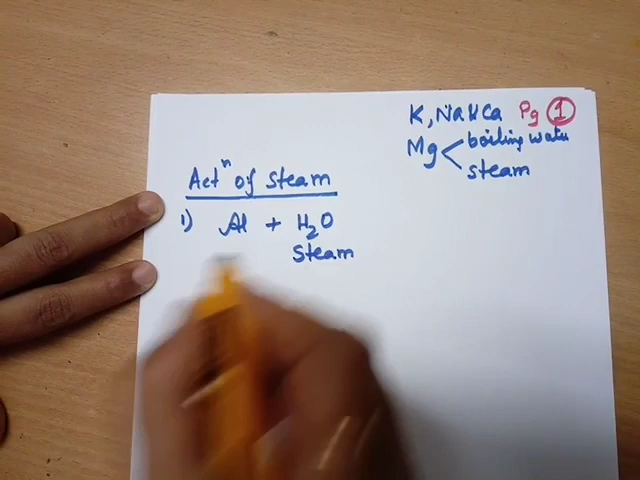 K, Na & Ca Pg 1
Mg < boiling water
steam
Actⁿ of steam
1) Al + H₂O
Steam